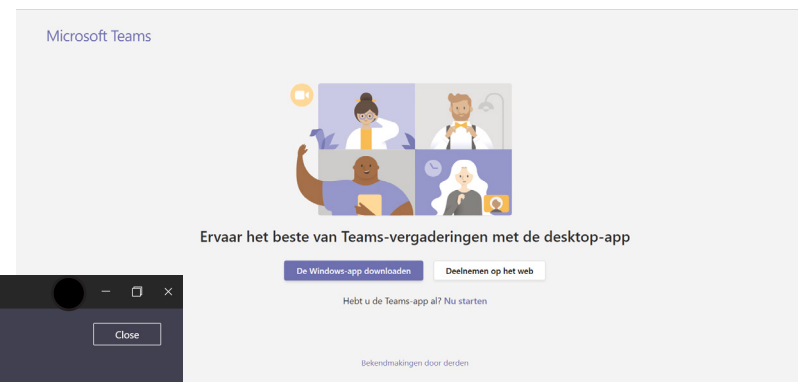 Microsoft Teams
Ervaar het beste van Teams-vergaderingen met de desktop-app
De Windows-app downloaden
Deelnemen op het web
Hebt u de Teams-app al? Nu starten
Close
Bekendmakingen door derden